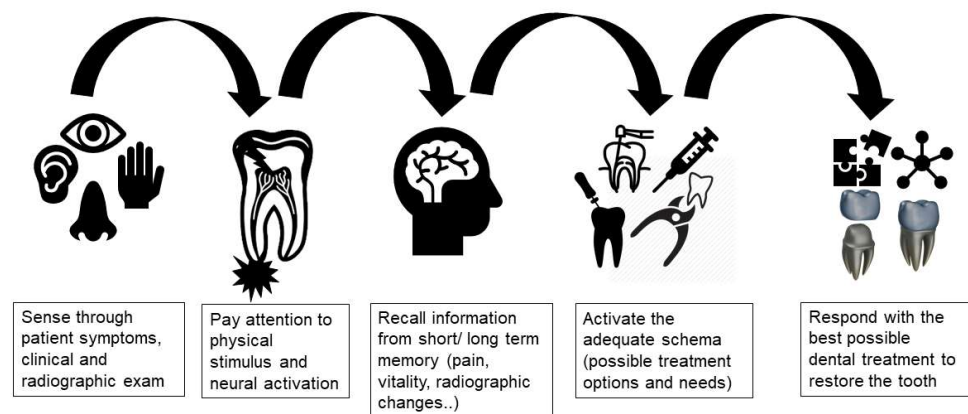 Sense through
patient symptoms,
clinical and
radiographic exam
Pay attention to
physical
stimulus and
neural activation
Recall information
from short/ long term
memory (pain,
vitality, radiographic
changes..)
Activate the
adequate schema
(possible treatment
options and needs)
Respond with the
best possible
dental treatment to
restore the tooth